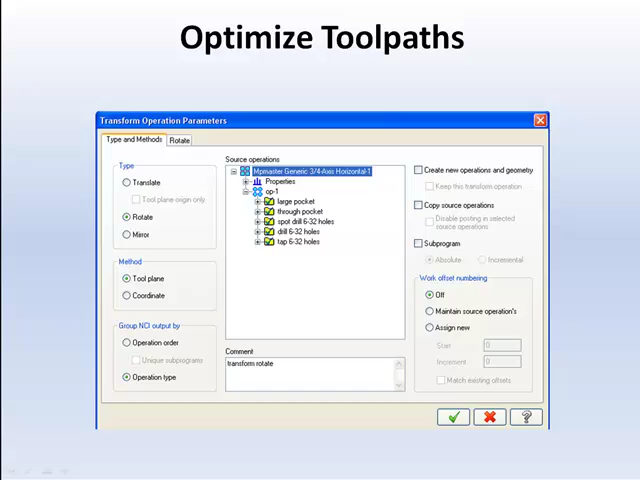 Optimize Toolpaths
Transform Operation Parameters
Type and Methods Rotate
Type
Translate
Tool plane origin only
Rotate
Mirror
Method
Tool plane
Coordinate
Group NCI output by
Operation order
Unique subprograms
Operation type
Source operations
Mpmaster Generic 3/4-Axis Horizontal-1
Properties
op-1
large pocket
through pocket
spot drill 6-32 holes
drill 6-32 holes
tap 6-32 holes
Comment
transform rotate
Create new operations and geometry
Keep this transform operation
Copy source operations
Disable posting in selected
source operations
Subprogram
Absolute Incremental
Work offset numbering
Off
Maintain source operation's
Assign new
Start 0
Increment 0
Match existing offsets